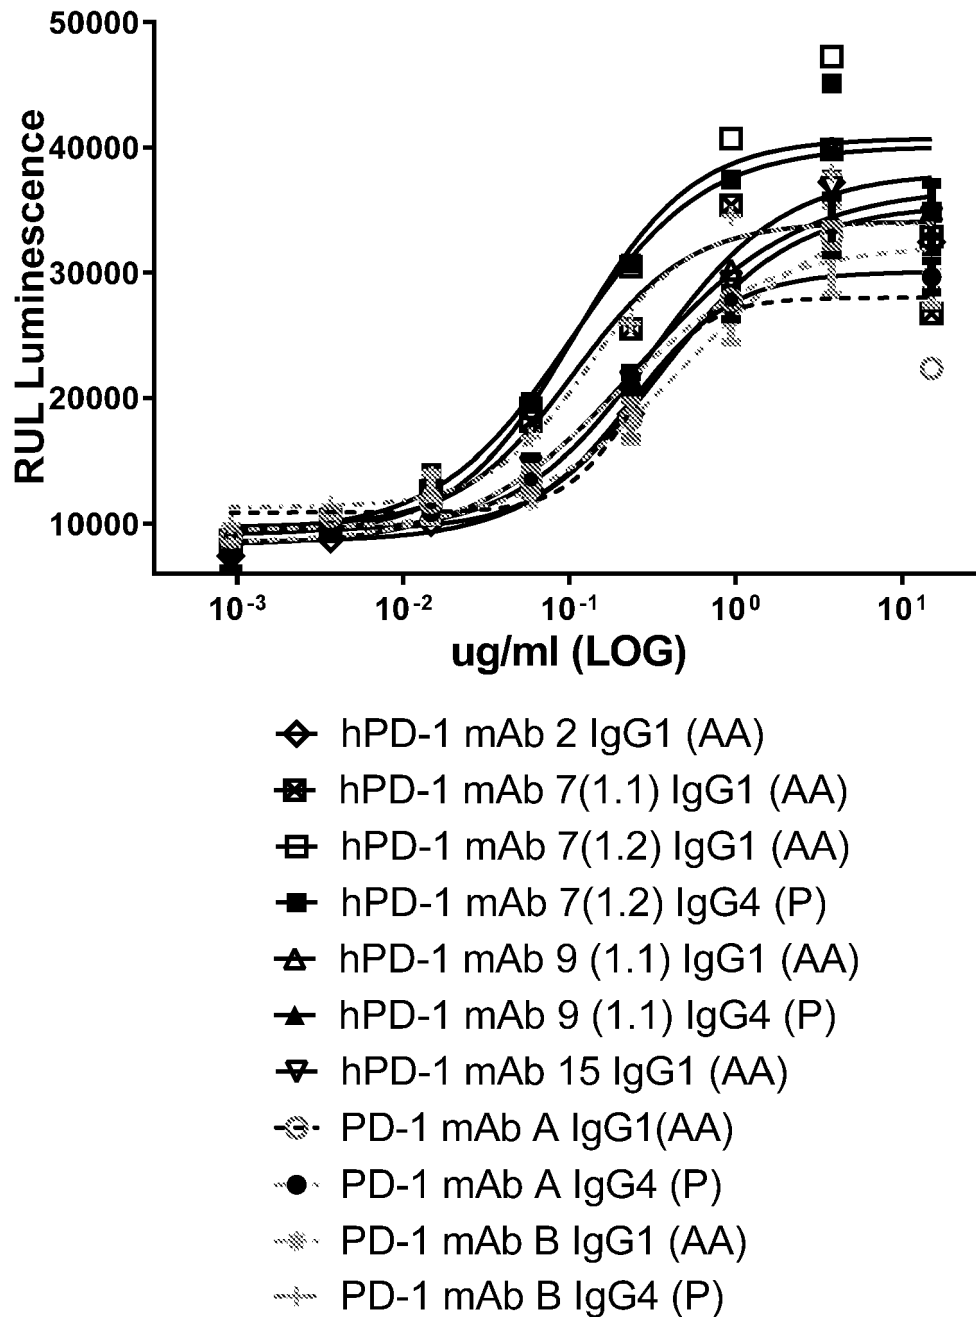 50000
40000
30000
20000
10000
RUL Luminescence
10-3
10-2
10-1
100
101
ug/ml (LOG)
hPD-1 mAb 2 IgG1 (AA)
hPD-1 mAb 7(1.1) IgG1 (AA)
hPD-1 mAb 7(1.2) IgG1 (AA)
hPD-1 mAb 7(1.2) IgG4 (P)
hPD-1 mAb 9 (1.1) IgG1 (AA)
hPD-1 mAb 9 (1.1) IgG4 (P)
hPD-1 mAb 15 IgG1 (AA)
PD-1 mAb A IgG1(AA)
PD-1 mAb A IgG4 (P)
PD-1 mAb B IgG1 (AA)
PD-1 mAb B IgG4 (P)